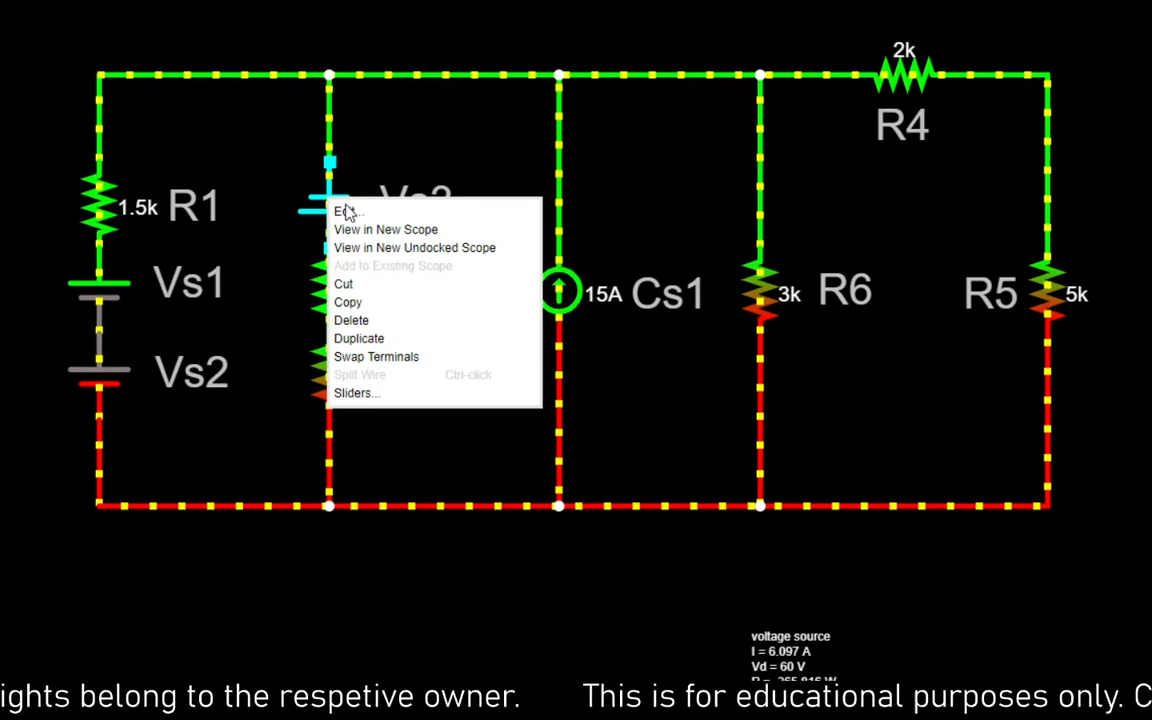 2k
R4
1.5k R1
Vs1
Vs2
View in New Scope
View in New Undocked Scope
Add to Existing Scope
Cut
Copy
Delete
Duplicate
Swap Terminals
Split Wire Ctrl-click
Sliders...
15A Cs1
3k R6
R5 5k
voltage source
I = 6.097 A
Vd = 60 V
ights belong to the respetive owner. This is for educational purposes only. C